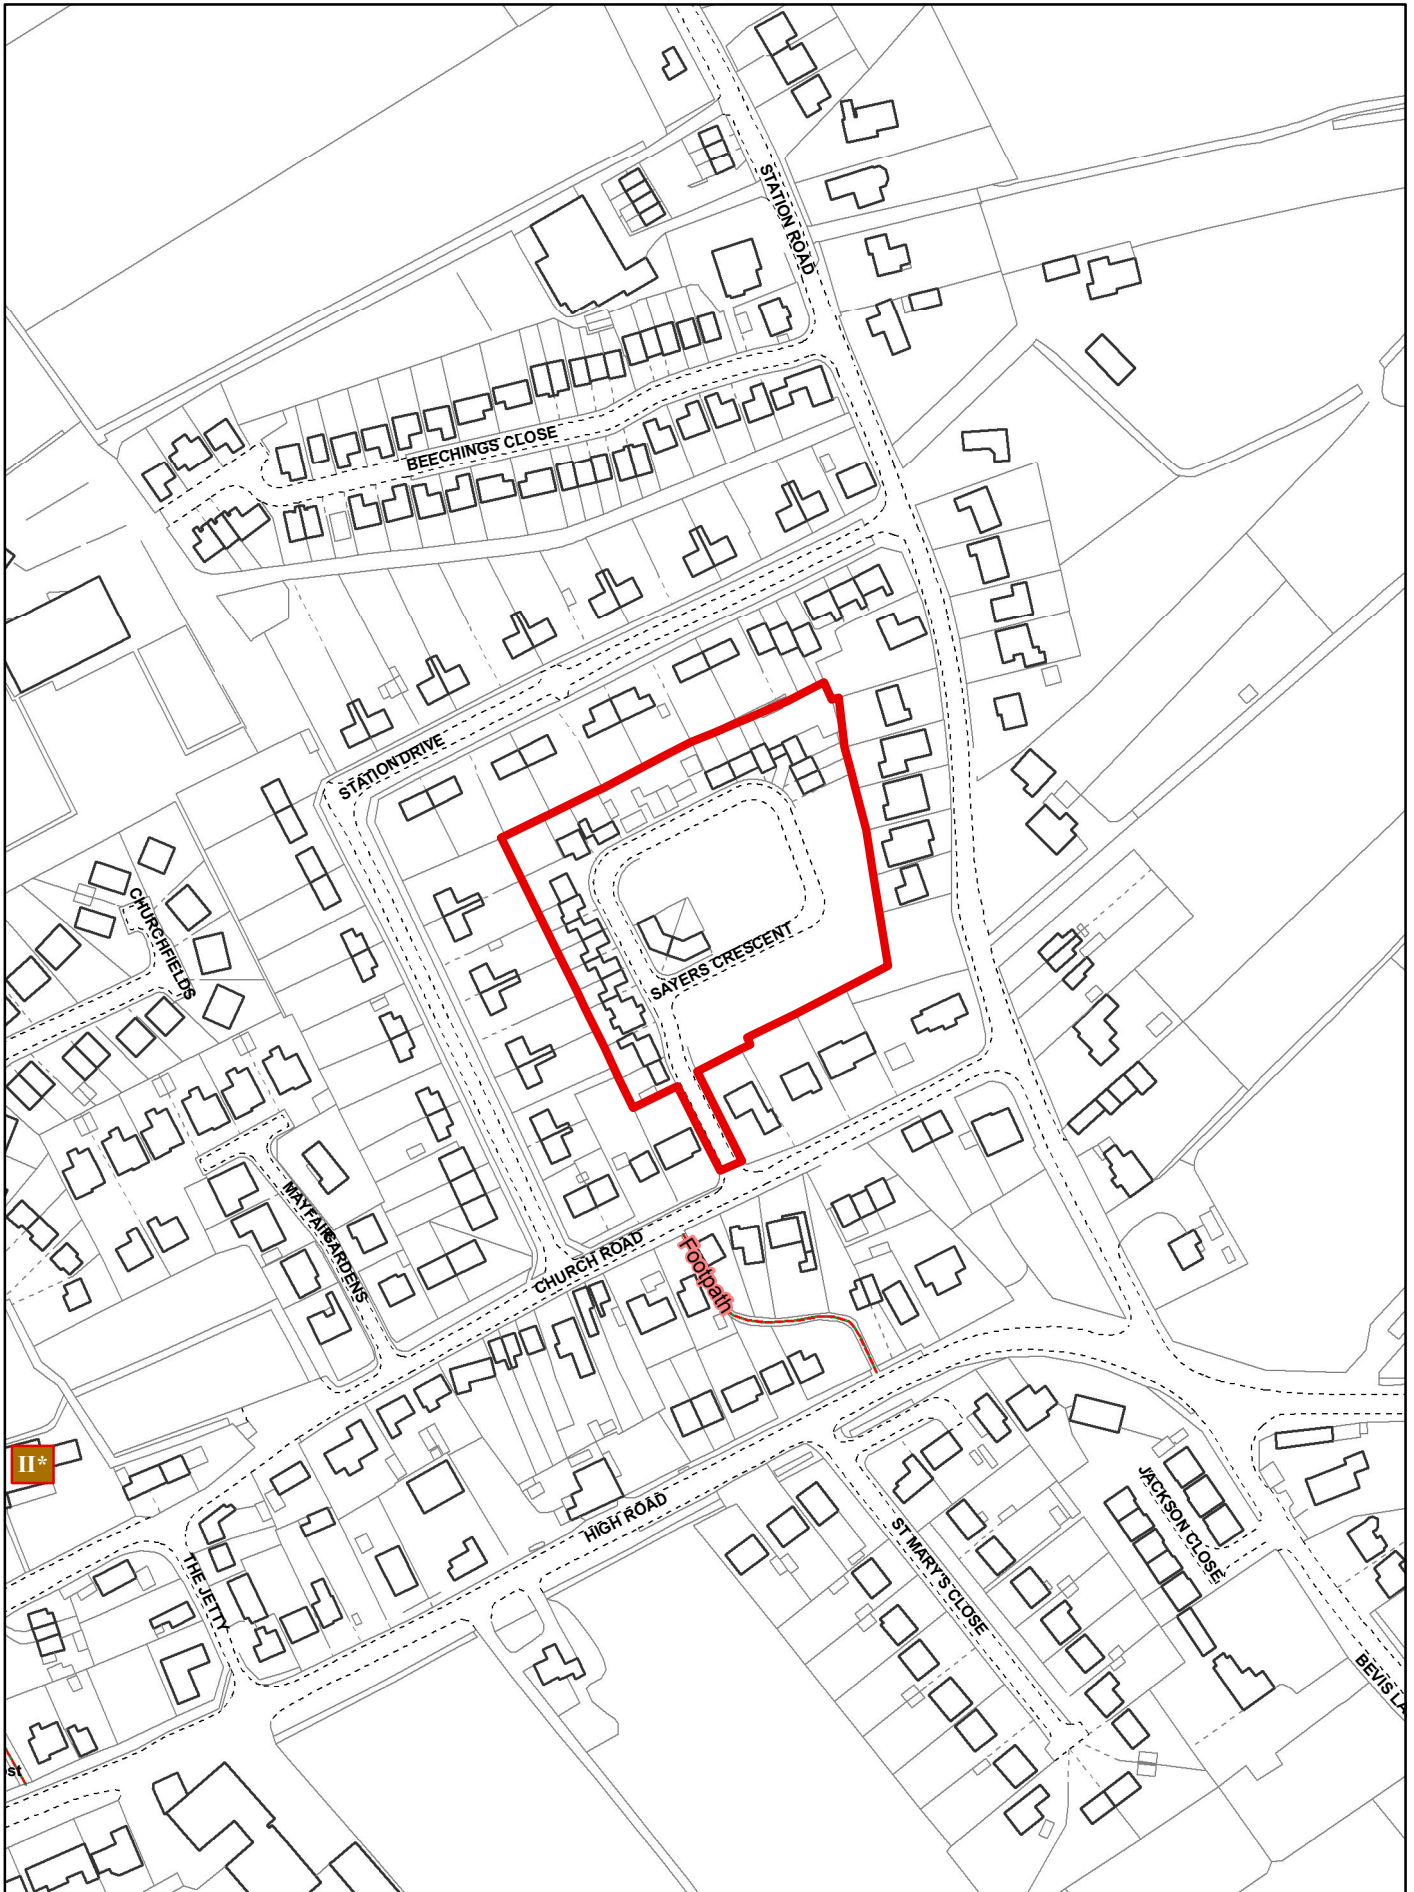 STATION ROAD
BEECHINGS CLOSE
STATION DRIVE
CHURCHFIELDS
SAYERS CRESCENT
MAYFAIR GARDENS
CHURCH ROAD
Footpath
II*
HIGH ROAD
JACKSON CLOSE
ST MARY'S CLOSE
THE JETTY
BEVIS LA
st